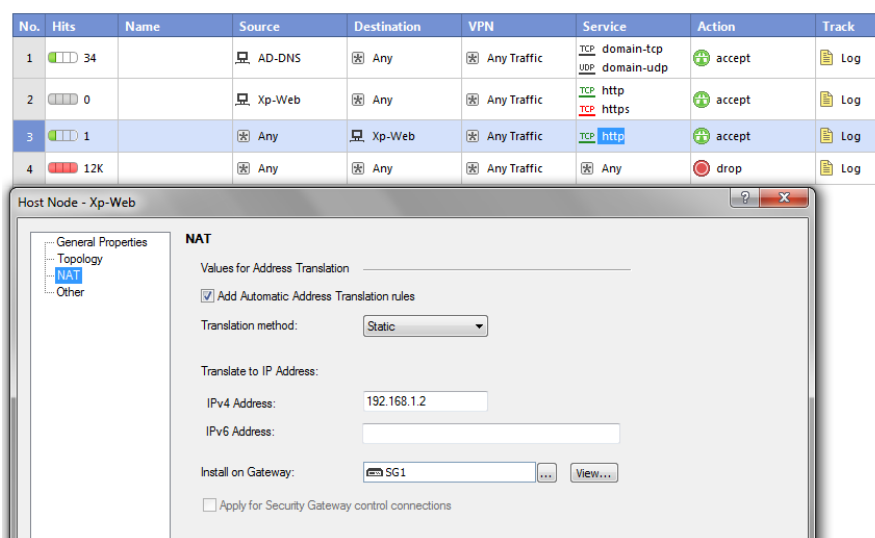 No. Hits Name Source Destination VPN Service Action Track
1 34 AD-DNS Any Any Traffic TCP domain-tcp accept Log
UDP domain-udp
2 0 Xp-Web Any Any Traffic TCP http accept Log
TCP https
3 1 Any Xp-Web Any Traffic TCP http accept Log
4 12K Any Any Any Traffic Any drop Log
Host Node - Xp-Web
? X
General Properties
Topology
NAT
Other
NAT
Values for Address Translation
Add Automatic Address Translation rules
Translation method: Static
Translate to IP Address:
IPv4 Address: 192.168.1.2
IPv6 Address:
Install on Gateway: SG1 ... View...
Apply for Security Gateway control connections